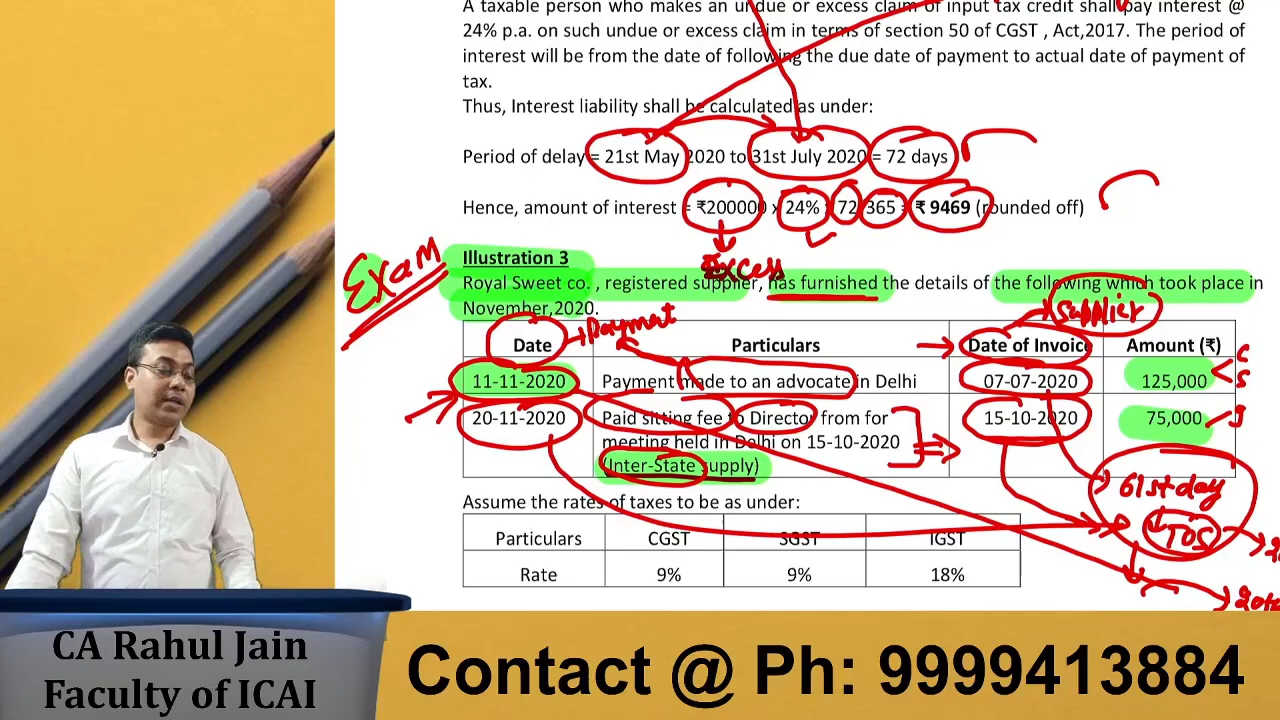 A taxable person who makes an undue or excess claim of input tax credit shall pay interest @
24% p.a. on such undue or excess claim in terms of section 50 of CGST , Act,2017. The period of
interest will be from the date of following the due date of payment to actual date of payment of
tax.
Thus, Interest liability shall be calculated as under:
Period of delay = 21st May 2020 to 31st July 2020 = 72 days
Hence, amount of interest = ₹200000 x 24% x 72/365 = ₹ 9469 (rounded off)
Excess
Exam
Illustration 3
Royal Sweet co. , registered supplier, has furnished the details of the following which took place in
November,2020.
Payment
Supplier
Date Particulars Date of Invoice Amount (₹)
11-11-2020 Payment made to an advocate in Delhi 07-07-2020 125,000
C
S
20-11-2020 Paid sitting fee to Director from for 15-10-2020 75,000
meeting held in Delhi on 15-10-2020
(Inter-State supply)
61st day
TOS
Assume the rates of taxes to be as under:
Particulars CGST SGST IGST
Rate 9% 9% 18%
CA Rahul Jain
Faculty of ICAI
Contact @ Ph: 9999413884